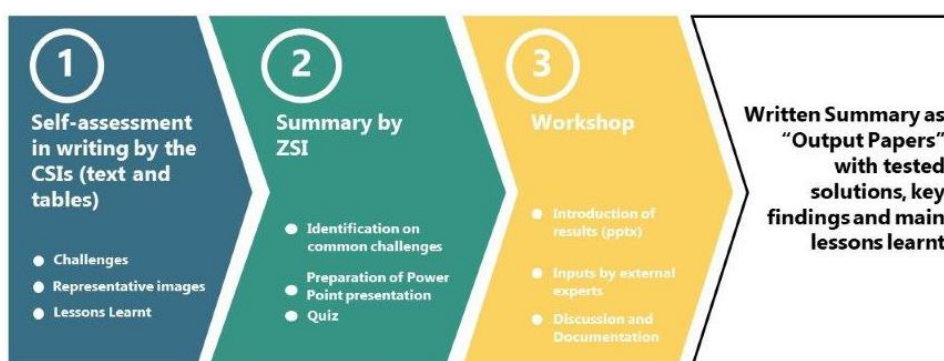 1
Self-assessment
in writing by the
CSIs (text and
tables)
Challenges
Representative images
Lessons Learnt
2
Summary by
ZSI
Identification on
common challenges
Preparation of Power
Point presentation
Quiz
3
Workshop
Introduction of
results (pptx)
Inputs by external
experts
Discussion and
Documentation
Written Summary as
“Output Papers”
with tested
solutions, key
findings and main
lessons learnt